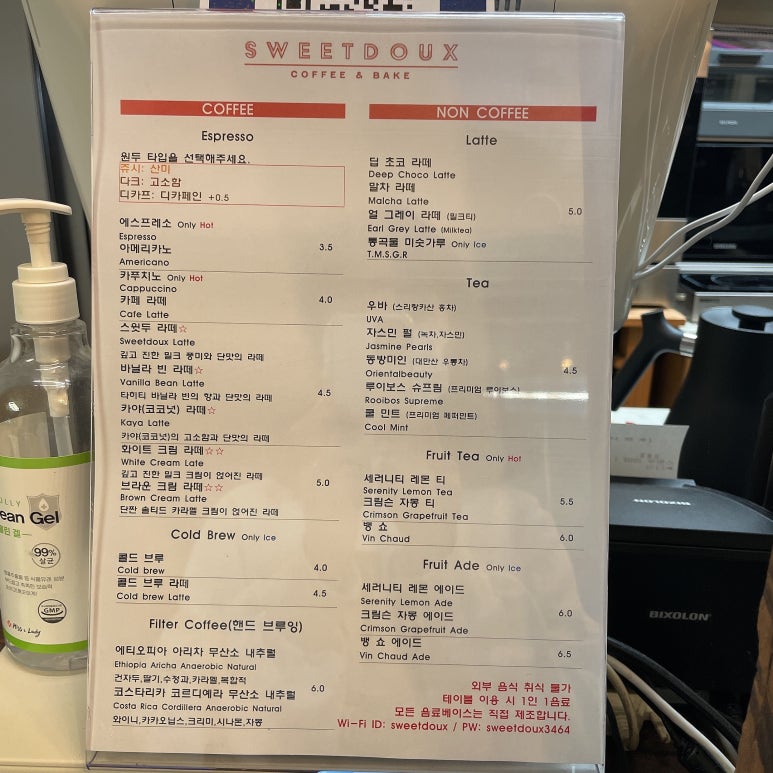 SWEETDOUX
COFFEE & BAKE
COFFEE
Espresso
원두 타입을 선택해주세요.
쥬시: 산미
다크: 고소함
디카프: 디카페인 +0.5
에스프레소 Only Hot
Espresso
아메리카노 3.5
Americano
카푸치노 Only Hot
Cappuccino
카페 라떼 4.0
Cafe Latte
스윗두 라떼☆
Sweetdoux Latte
깊고 진한 밀크 풍미와 단맛의 라떼
바닐라 빈 라떼☆
Vanilla Bean Latte
타히티 바닐라 빈의 향과 단맛의 라떼 4.5
카야(코코넛) 라떼☆
Kaya Latte
카야(코코넛)의 고소함과 단맛의 라떼
화이트 크림 라떼☆☆
White Cream Late
깊고 진한 밀크 크림이 얹어진 라떼
브라운 크림 라떼☆☆ 5.0
Brown Cream Latte
단짠 솔티드 카라멜 크림이 얹어진 라떼
Cold Brew Only Ice
콜드 브루
Cold brew 4.0
콜드 브루 라떼
Cold brew Latte 4.5
Filter Coffee(핸드 브루잉)
에티오피아 아리차 무산소 내추럴
Ethiopia Aricha Anaerobic Natural
건자두,딸기,수정과,카라멜,복합적
코스타리카 코르디예라 무산소 내추럴 6.0
Costa Rica Cordillera Anaerobic Natural
와이니,카카오닙스,크리미,시나몬,자몽
NON COFFEE
Latte
딥 초코 라떼
Deep Choco Latte
말차 라떼
Malcha Latte
얼 그레이 라떼 (밀크티) 5.0
Earl Grey Latte (Milktea)
통곡물 미숫가루 Only Ice
T.M.S.G.R
Tea
우바 (스리랑카산 홍차)
UVA
자스민 펄 (녹차,자스민)
Jasmine Pearls
동방미인 (대만산 우롱차)
Orientalbeauty 4.5
루이보스 슈프림 (프리미엄 루이보스)
Rooibos Supreme
쿨 민트 (프리미엄 페퍼민트)
Cool Mint
Fruit Tea Only Hot
세러니티 레몬 티
Serenity Lemon Tea
크림슨 자몽 티 5.5
Crimson Grapefruit Tea
뱅 쇼
Vin Chaud 6.0
Fruit Ade Only Ice
세러니티 레몬 에이드
Serenity Lemon Ade
크림슨 자몽 에이드 6.0
Crimson Grapefruit Ade
뱅 쇼 에이드
Vin Chaud Ade 6.5
외부 음식 취식 불가
테이블 이용 시 1인 1음료
모든 음료베이스는 직접 제조합니다.
Wi-Fi ID: sweetdoux / PW: sweetdoux3464
OLLY
ean Gel
99%
살균
GMP
Miss & Lady
BIXOLON
BIXOLON